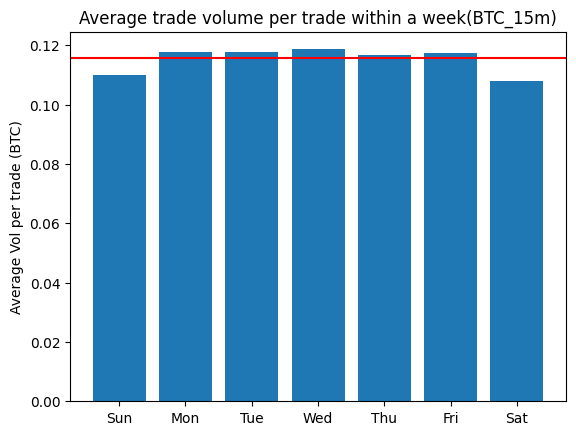 Average trade volume per trade within a week(BTC_15m)
Average Vol per trade (BTC)
0.12
0.10
0.08
0.06
0.04
0.02
0.00
Sun Mon Tue Wed Thu Fri Sat